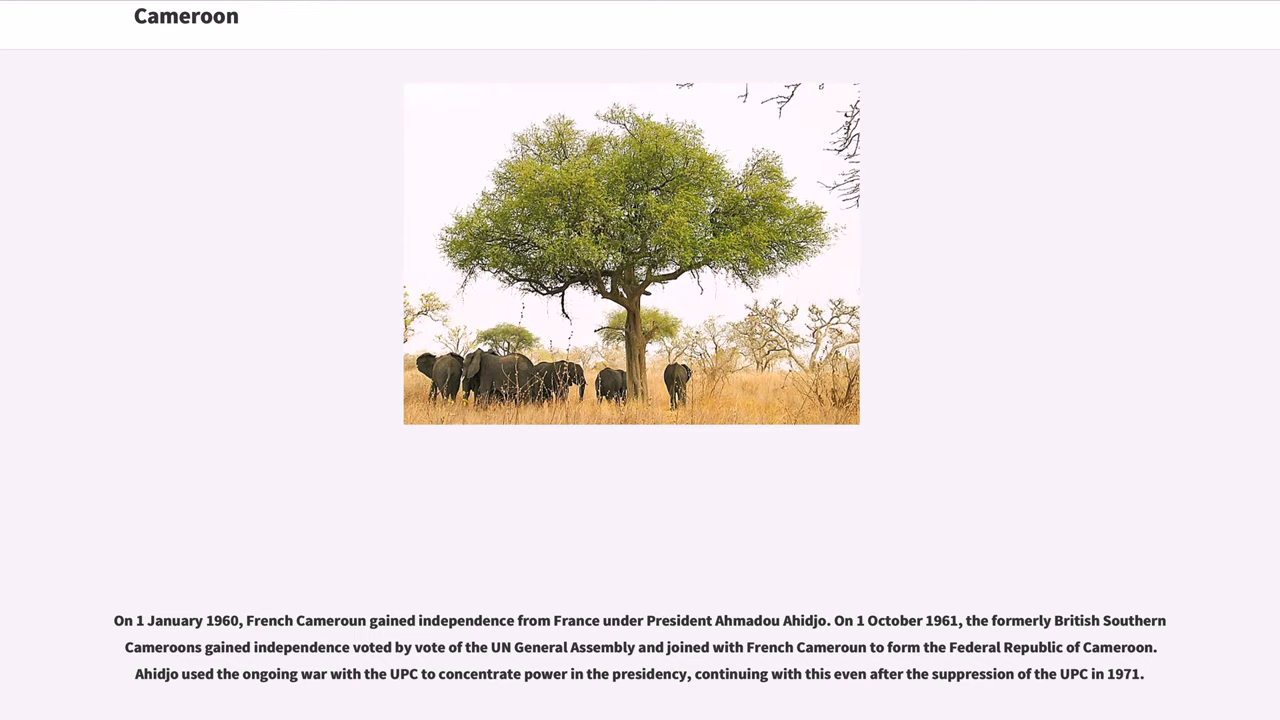 Cameroon
On 1 January 1960, French Cameroun gained independence from France under President Ahmadou Ahidjo. On 1 October 1961, the formerly British Southern
Cameroons gained independence voted by vote of the UN General Assembly and joined with French Cameroun to form the Federal Republic of Cameroon.
Ahidjo used the ongoing war with the UPC to concentrate power in the presidency, continuing with this even after the suppression of the UPC in 1971.